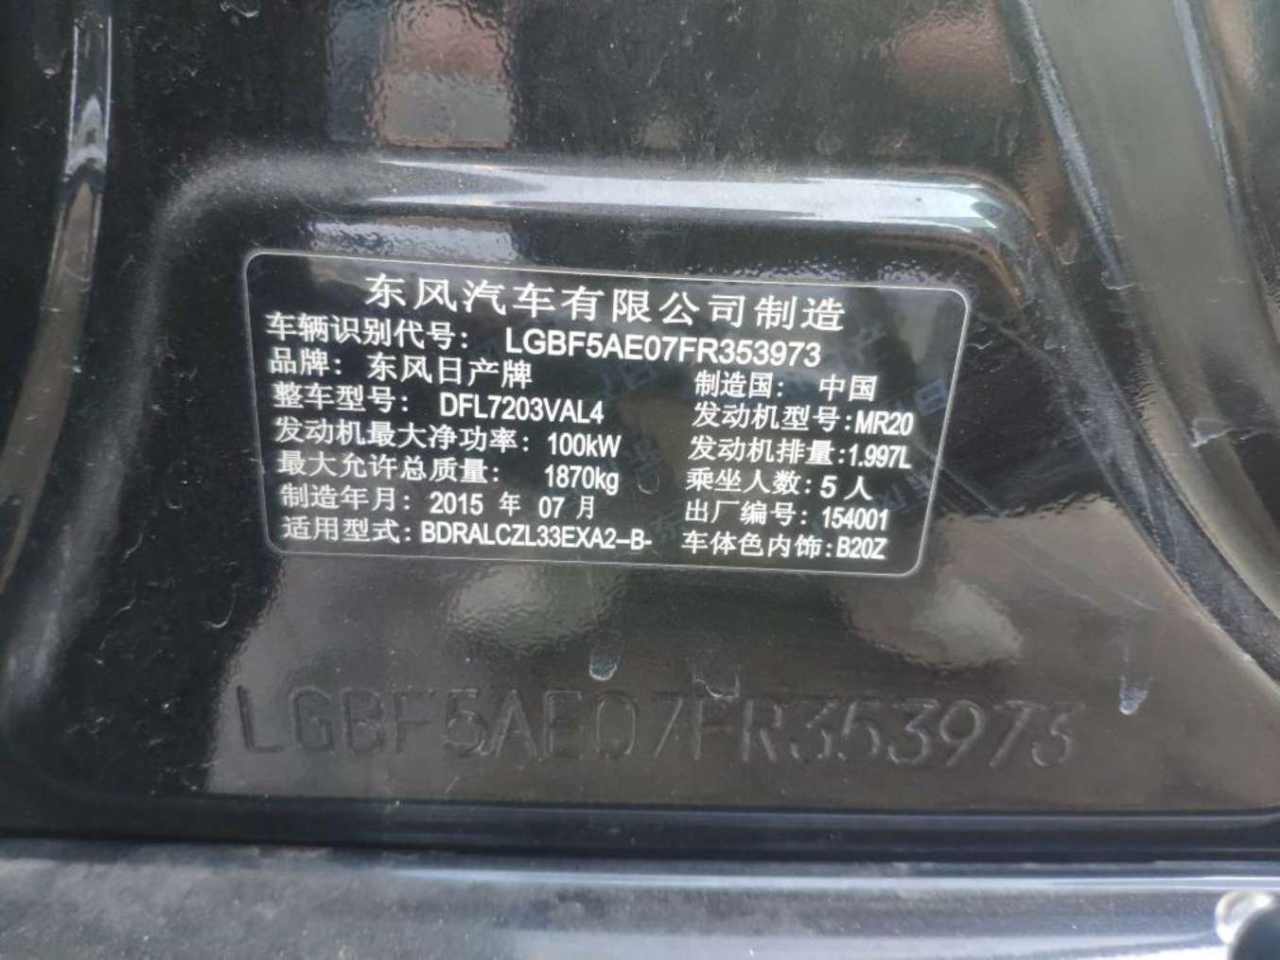 东风汽车有限公司制造
车辆识别代号: LGBF5AE07FR353973
品牌: 东风日产牌 制造国: 中国
整车型号: DFL7203VAL4 发动机型号:MR20
发动机最大净功率: 100kW 发动机排量:1.997L
最大允许总质量: 1870kg 乘坐人数:5人
制造年月: 2015 年 07 月 出厂编号: 154001
适用型式: BDRALCZL33EXA2-B- 车体色内饰:B20Z
LGBF5AE07FR353973